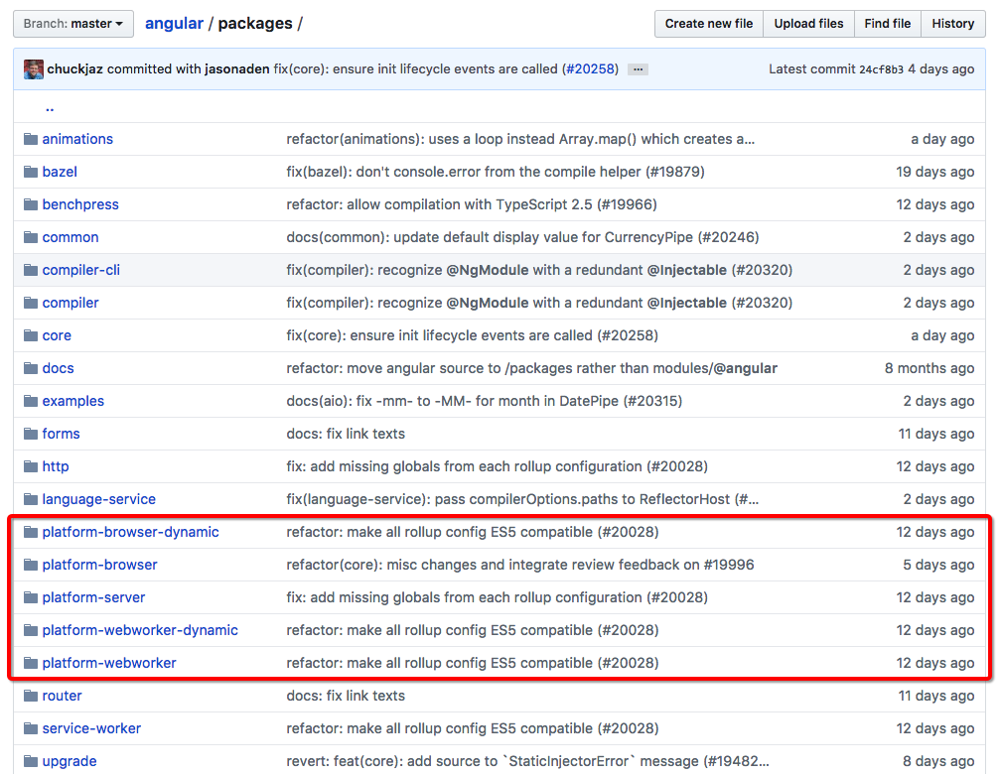 Branch: master angular / packages / Create new file Upload files Find file History
chuckjaz committed with jasonaden fix(core): ensure init lifecycle events are called (#20258) ... Latest commit 24cf8b3 4 days ago
..
animations refactor(animations): uses a loop instead Array.map() which creates a... a day ago
bazel fix(bazel): don't console.error from the compile helper (#19879) 19 days ago
benchpress refactor: allow compilation with TypeScript 2.5 (#19966) 12 days ago
common docs(common): update default display value for CurrencyPipe (#20246) 2 days ago
compiler-cli fix(compiler): recognize @NgModule with a redundant @Injectable (#20320) 2 days ago
compiler fix(compiler): recognize @NgModule with a redundant @Injectable (#20320) 2 days ago
core fix(core): ensure init lifecycle events are called (#20258) a day ago
docs refactor: move angular source to /packages rather than modules/@angular 8 months ago
examples docs(aio): fix -mm- to -MM- for month in DatePipe (#20315) 2 days ago
forms docs: fix link texts 11 days ago
http fix: add missing globals from each rollup configuration (#20028) 12 days ago
language-service fix(language-service): pass compilerOptions.paths to ReflectorHost (#... 2 days ago
platform-browser-dynamic refactor: make all rollup config ES5 compatible (#20028) 12 days ago
platform-browser refactor(core): misc changes and integrate review feedback on #19996 5 days ago
platform-server fix: add missing globals from each rollup configuration (#20028) 12 days ago
platform-webworker-dynamic refactor: make all rollup config ES5 compatible (#20028) 12 days ago
platform-webworker refactor: make all rollup config ES5 compatible (#20028) 12 days ago
router docs: fix link texts 11 days ago
service-worker refactor: make all rollup config ES5 compatible (#20028) 12 days ago
upgrade revert: feat(core): add source to `StaticInjectorError` message (#19482... 8 days ago